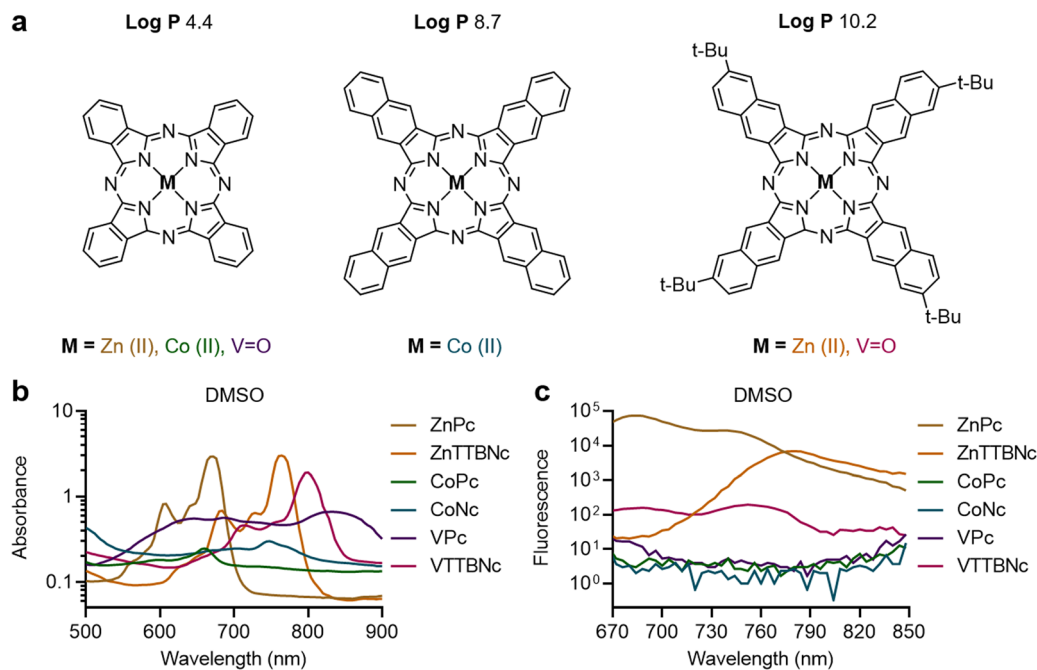 a
Log P 4.4
Log P 8.7
Log P 10.2
t-Bu
t-Bu
N
N
N
N
M
N
N
N
N
N
N
N
N
M
N
N
N
N
N
N
N
N
M
N
N
N
N
t-Bu
t-Bu
M = Zn (II), Co (II), V=O
M = Co (II)
M = Zn (II), V=O
b
DMSO
10
1
0.1
Absorbance
500
600
700
800
900
Wavelength (nm)
ZnPc
ZnTTBNc
CoPc
CoNc
VPc
VTTBNc
c
DMSO
10⁵
10⁴
10³
10²
10¹
10⁰
Fluorescence
670
700
730
760
790
820
850
Wavelength (nm)
ZnPc
ZnTTBNc
CoPc
CoNc
VPc
VTTBNc